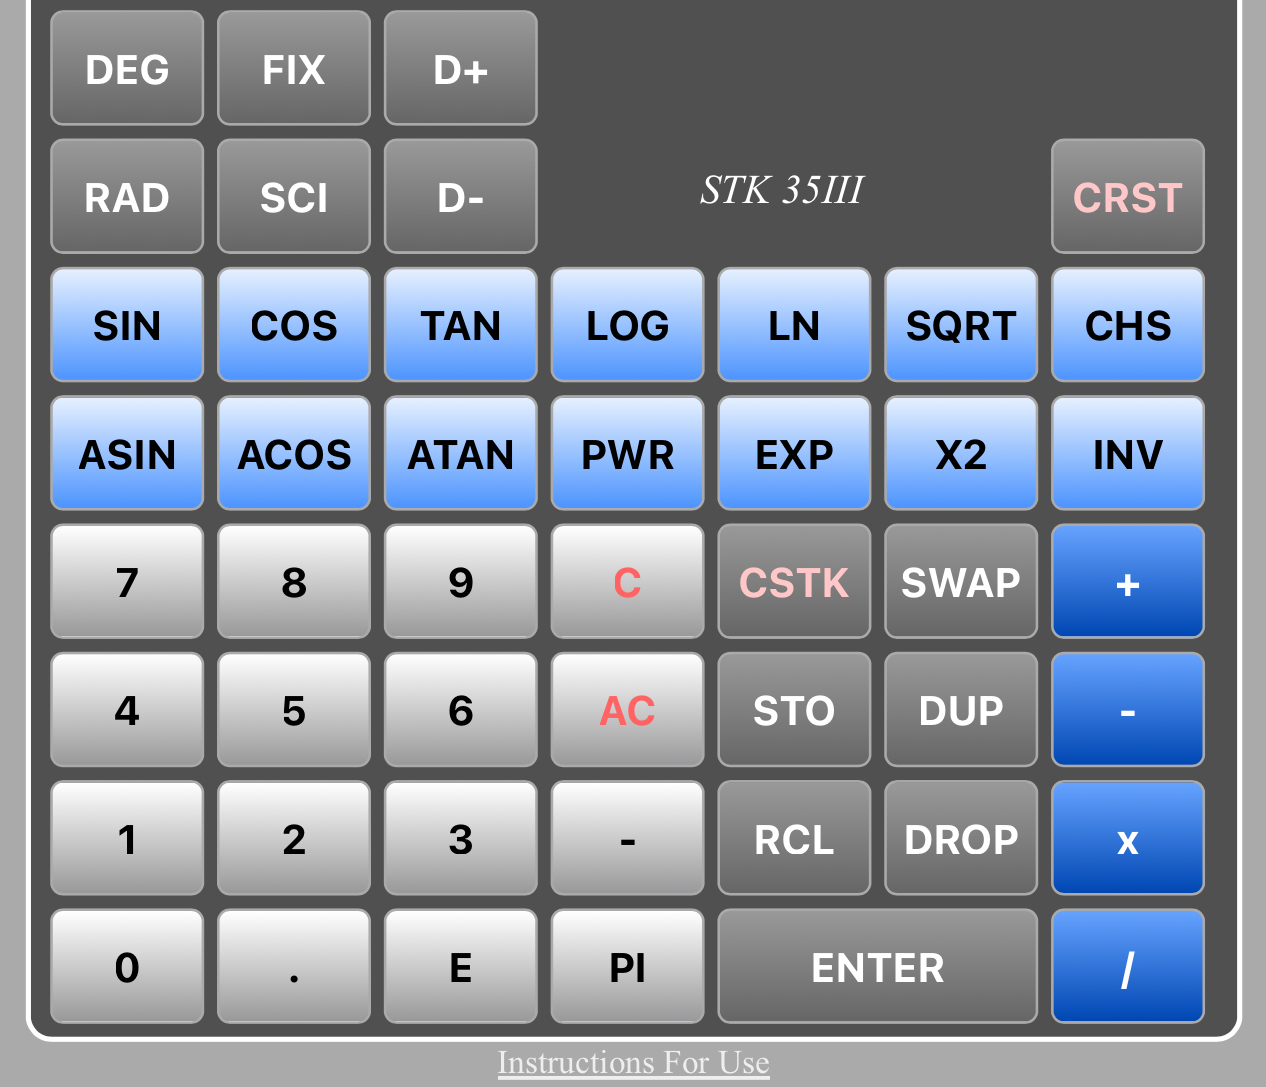 DEG FIX D+
RAD SCI D- STK 35III CRST
SIN COS TAN LOG LN SQRT CHS
ASIN ACOS ATAN PWR EXP X2 INV
7 8 9 C CSTK SWAP +
4 5 6 AC STO DUP -
1 2 3 - RCL DROP x
0 . E PI ENTER /
Instructions For Use